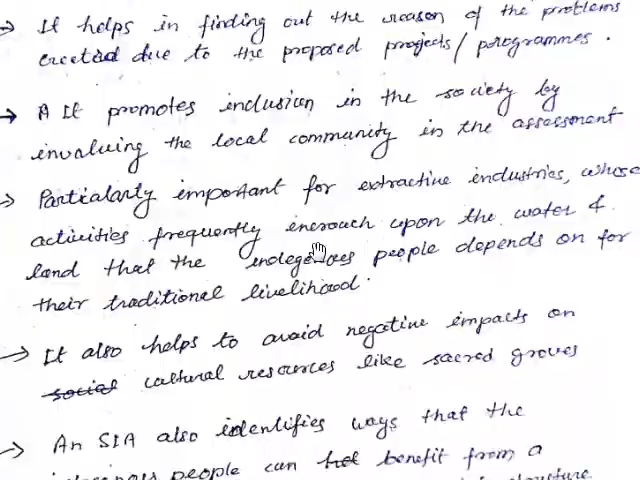 → It helps in finding out the reason of the problems
created due to the proposed projects/programmes.
→ A It promotes inclusion in the society by
involving the local community in the assessment
→ Particularly important for extractive industries, whose
activities frequently encroach upon the water &
land that the indegenoes people depends on for
their traditional livelihood.
→ It also helps to avoid negative impacts on
social cultural resources like sacred groves
→ An SIA also identifies ways that the
people can benefit from a